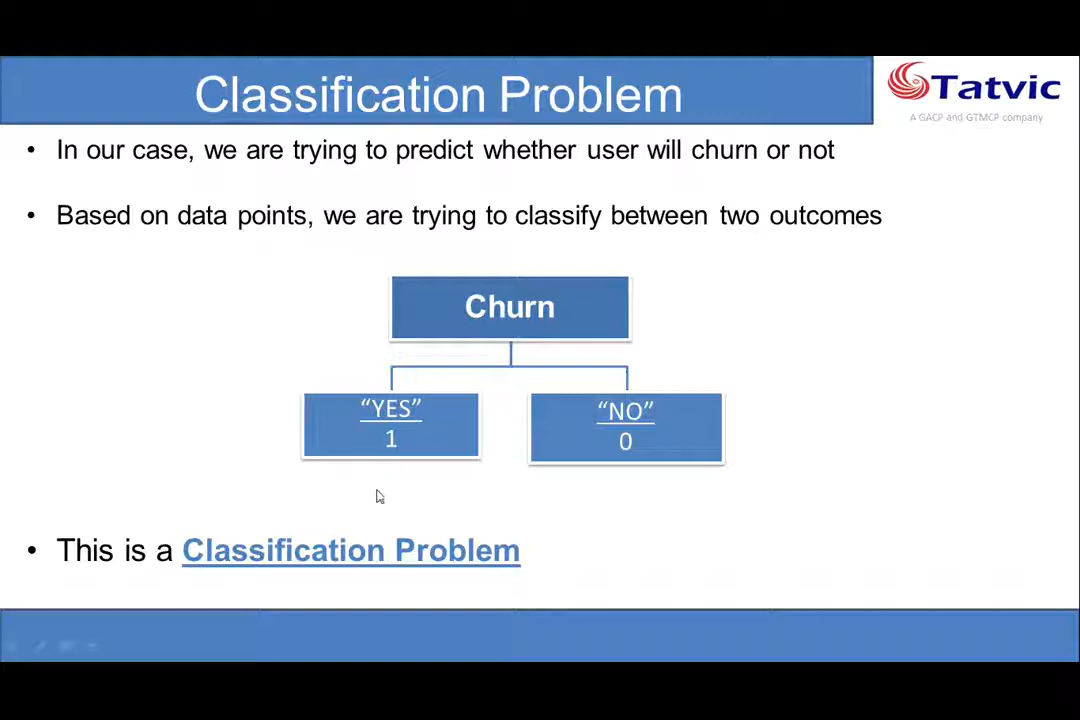 Classification Problem
Tatvic
A GACP and GTMCP company
• In our case, we are trying to predict whether user will churn or not
• Based on data points, we are trying to classify between two outcomes
Churn
“YES”
1
“NO”
0
• This is a Classification Problem